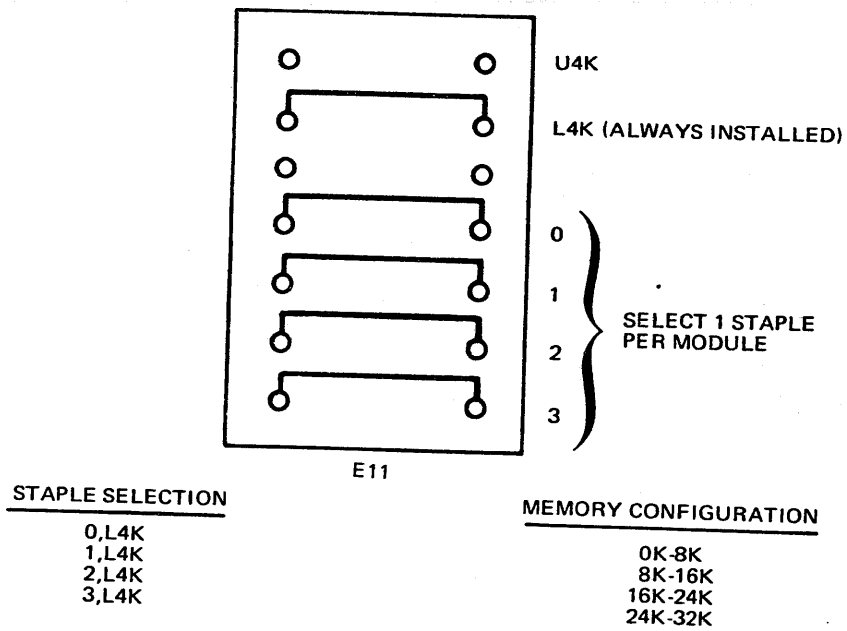 U4K
L4K (ALWAYS INSTALLED)
0
1
2
3
SELECT 1 STAPLE
PER MODULE
E11
STAPLE SELECTION
0,L4K
1,L4K
2,L4K
3,L4K
MEMORY CONFIGURATION
0K-8K
8K-16K
16K-24K
24K-32K